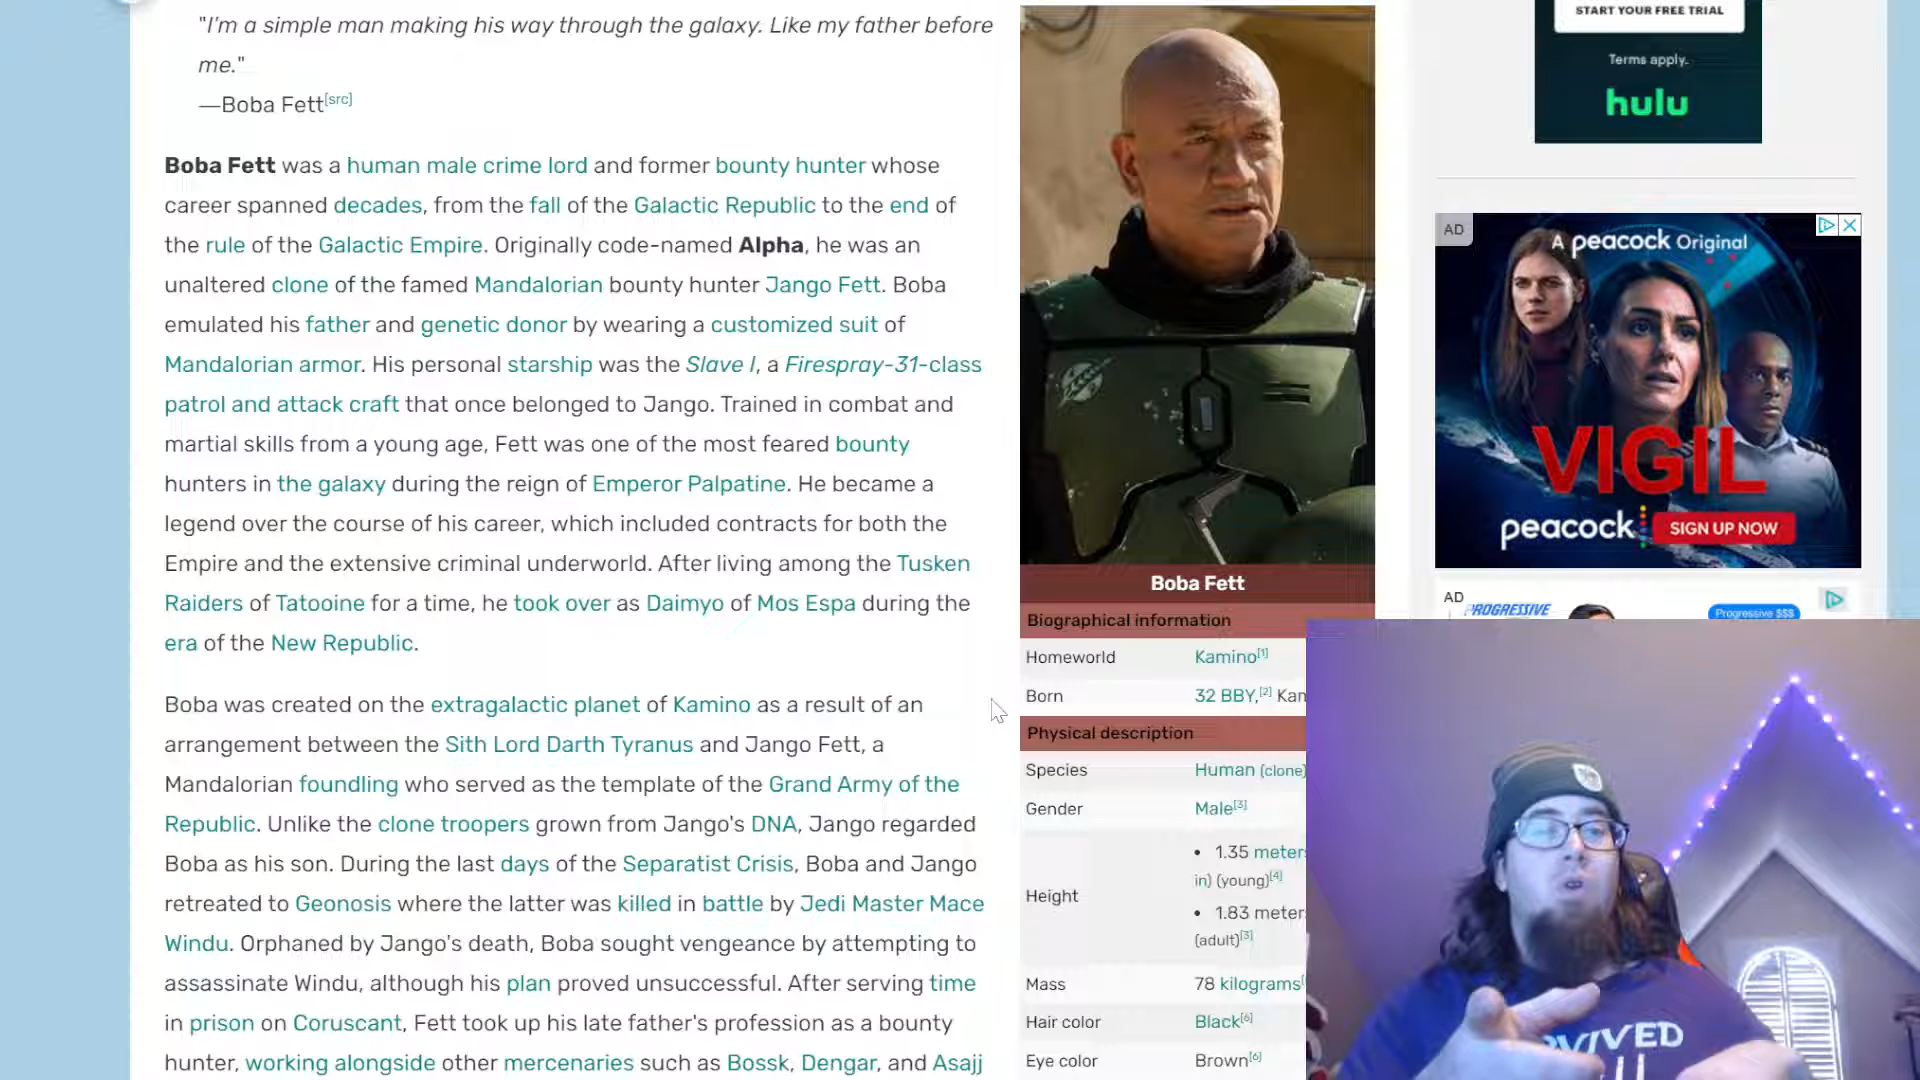 "I'm a simple man making his way through the galaxy. Like my father before
me."
—Boba Fett[src]
Boba Fett was a human male crime lord and former bounty hunter whose
career spanned decades, from the fall of the Galactic Republic to the end of
the rule of the Galactic Empire. Originally code-named Alpha, he was an
unaltered clone of the famed Mandalorian bounty hunter Jango Fett. Boba
emulated his father and genetic donor by wearing a customized suit of
Mandalorian armor. His personal starship was the Slave I, a Firespray-31-class
patrol and attack craft that once belonged to Jango. Trained in combat and
martial skills from a young age, Fett was one of the most feared bounty
hunters in the galaxy during the reign of Emperor Palpatine. He became a
legend over the course of his career, which included contracts for both the
Empire and the extensive criminal underworld. After living among the Tusken
Raiders of Tatooine for a time, he took over as Daimyo of Mos Espa during the
era of the New Republic.
Boba was created on the extragalactic planet of Kamino as a result of an
arrangement between the Sith Lord Darth Tyranus and Jango Fett, a
Mandalorian foundling who served as the template of the Grand Army of the
Republic. Unlike the clone troopers grown from Jango's DNA, Jango regarded
Boba as his son. During the last days of the Separatist Crisis, Boba and Jango
retreated to Geonosis where the latter was killed in battle by Jedi Master Mace
Windu. Orphaned by Jango's death, Boba sought vengeance by attempting to
assassinate Windu, although his plan proved unsuccessful. After serving time
in prison on Coruscant, Fett took up his late father's profession as a bounty
hunter, working alongside other mercenaries such as Bossk, Dengar, and Asajj
Boba Fett
Biographical information
Homeworld Kamino[1]
Born 32 BBY,[2] Kam
Physical description
Species Human (clone)
Gender Male[3]
Height
• 1.35 meters
in) (young)[4]
• 1.83 meter
(adult)[3]
Mass 78 kilograms[
Hair color Black[6]
Eye color Brown[6]
START YOUR FREE TRIAL
Terms apply.
hulu
AD
A peacock Original
VIGIL
peacock SIGN UP NOW
AD
PROGRESSIVE
Progressive $$$
VIVED